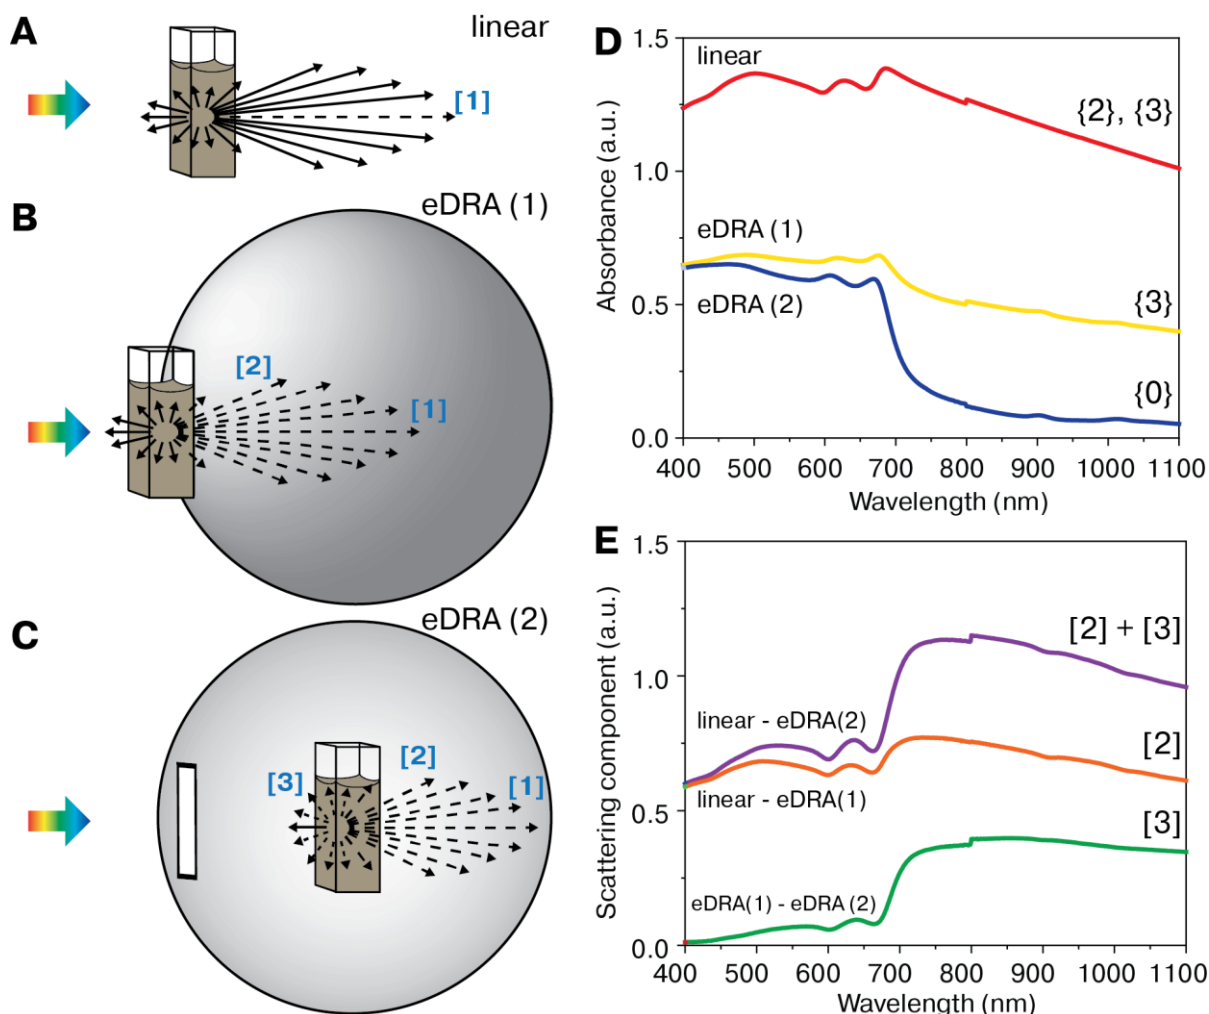 A
linear
[1]
B
eDRA (1)
[2]
[1]
C
eDRA (2)
[3]
[2]
[1]
D
Absorbance (a.u.)
1.5
1.0
0.5
0.0
linear
{2}, {3}
eDRA (1)
{3}
eDRA (2)
{0}
400 500 600 700 800 900 1000 1100
Wavelength (nm)
E
Scattering component (a.u.)
1.5
1.0
0.5
0.0
[2] + [3]
linear - eDRA(2)
[2]
linear - eDRA(1)
[3]
eDRA(1) - eDRA (2)
400 500 600 700 800 900 1000 1100
Wavelength (nm)